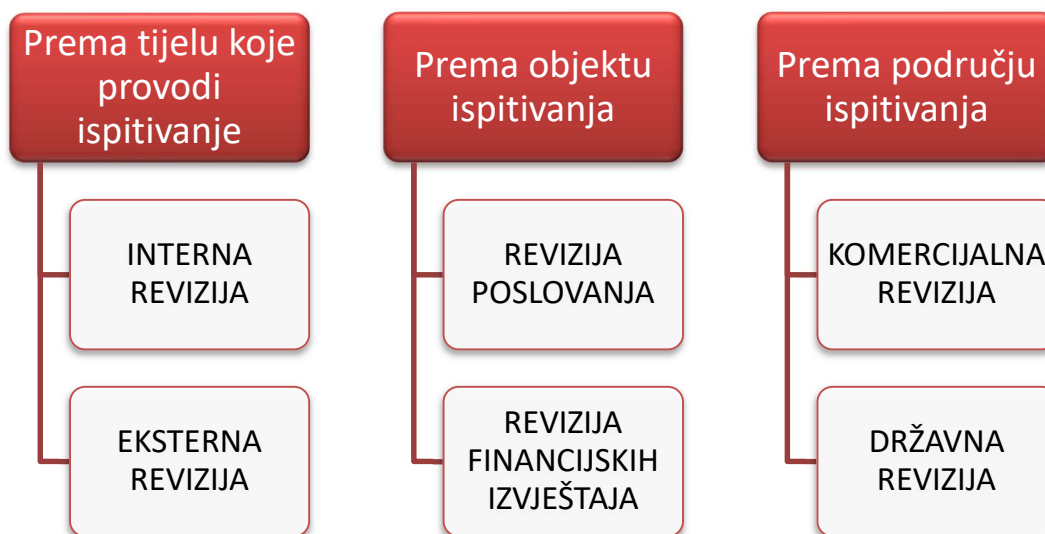 Prema tijelu koje
provodi
ispitivanje
INTERNA
REVIZIJA
EKSTERNA
REVIZIJA
Prema objektu
ispitivanja
REVIZIJA
POSLOVANJA
REVIZIJA
FINANCIJSKIH
IZVJEŠTAJA
Prema području
ispitivanja
KOMERCIJALNA
REVIZIJA
DRŽAVNA
REVIZIJA